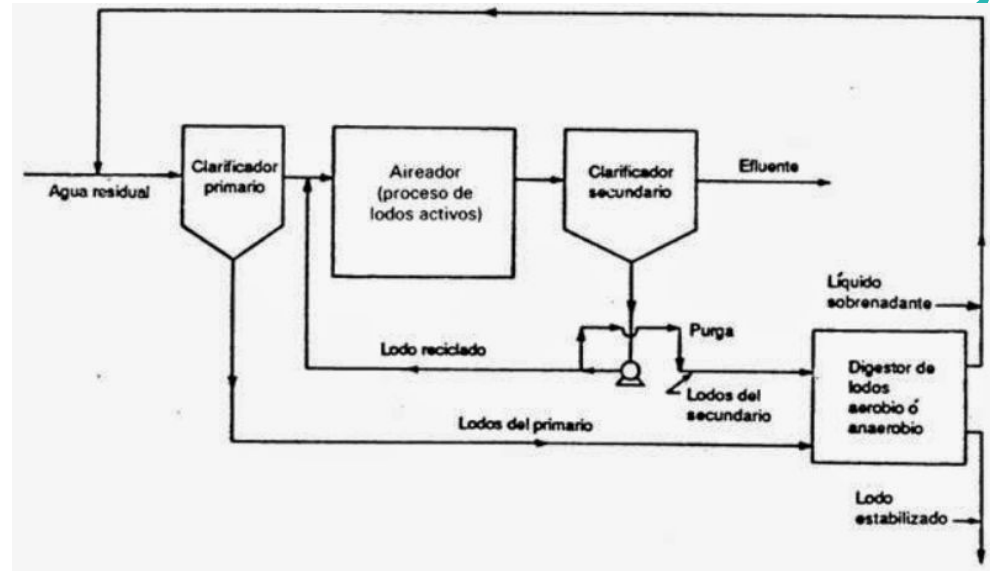 Agua residual
Clarificador
primario
Aireador
(proceso de
lodos activos)
Clarificador
secundario
Efluente
Líquido
sobrenadante
Purga
Lodo reciclado
Lodos del
secundario
Digestor de
lodos
aerobio ó
anaerobio
Lodos del primario
Lodo
estabilizado